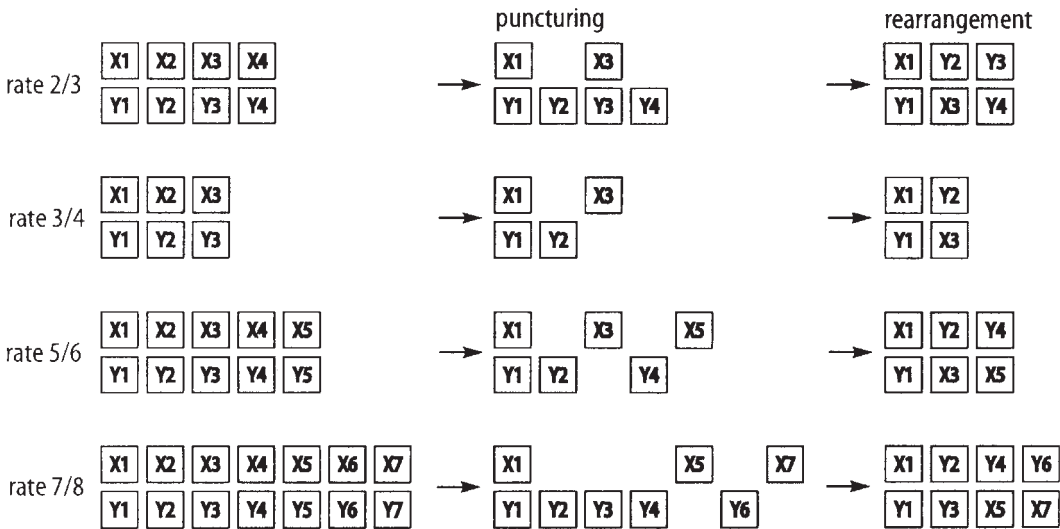 puncturing rearrangement
X1 X2 X3 X4 X1 X3 X1 Y2 Y3
rate 2/3
Y1 Y2 Y3 Y4 Y1 Y2 Y3 Y4 Y1 X3 Y4
X1 X2 X3 X1 X3 X1 Y2
rate 3/4
Y1 Y2 Y3 Y1 Y2 Y1 X3
X1 X2 X3 X4 X5 X1 X3 X5 X1 Y2 Y4
rate 5/6
Y1 Y2 Y3 Y4 Y5 Y1 Y2 Y4 Y1 X3 X5
X1 X2 X3 X4 X5 X6 X7 X1 X5 X7 X1 Y2 Y4 Y6
rate 7/8
Y1 Y2 Y3 Y4 Y5 Y6 Y7 Y1 Y2 Y3 Y4 Y6 Y1 Y3 X5 X7